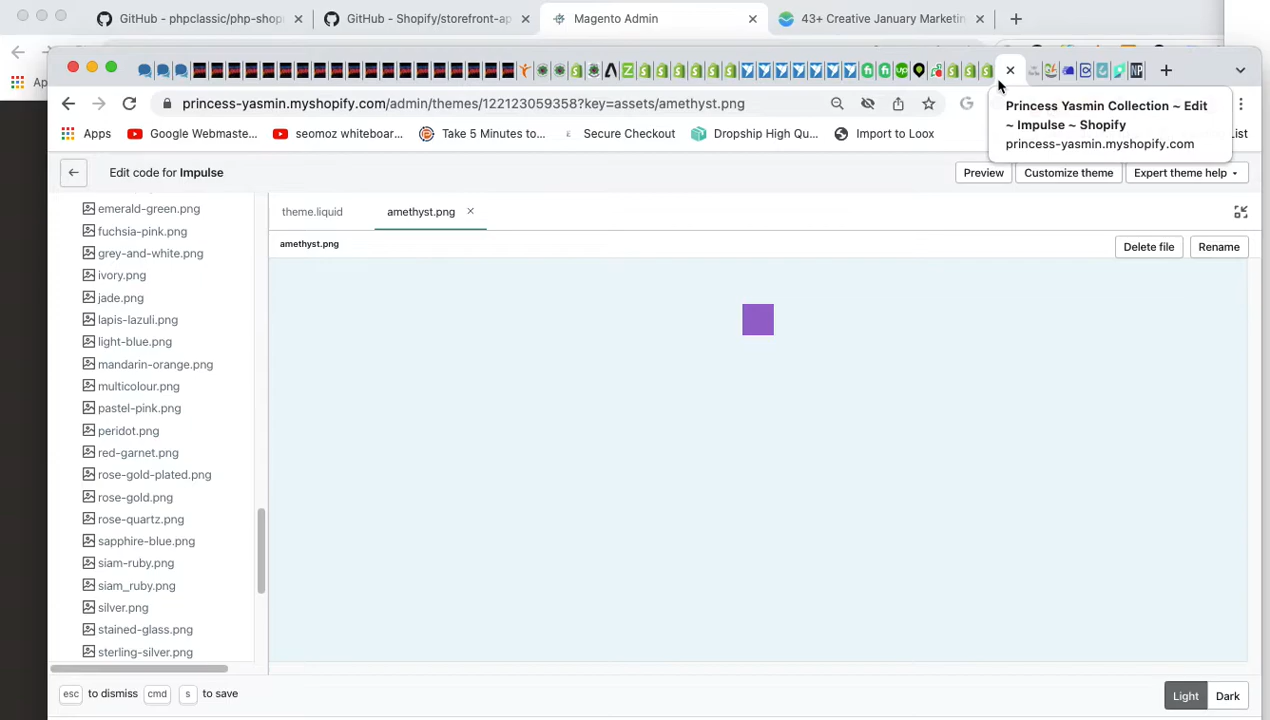 GitHub - phpclassic/php-shopi
GitHub - Shopify/storefront-ap
Magento Admin
43+ Creative January Marketin
Ap
princess-yasmin.myshopify.com/admin/themes/122123059358?key=assets/amethyst.png
Princess Yasmin Collection ~ Edit
~ Impulse ~ Shopify
princess-yasmin.myshopify.com
Apps
Google Webmaste...
seomoz whiteboar...
Take 5 Minutes to...
Secure Checkout
Dropship High Qu...
Import to Loox
List
Edit code for Impulse
Preview
Customize theme
Expert theme help
theme.liquid
amethyst.png
amethyst.png
Delete file
Rename
emerald-green.png
fuchsia-pink.png
grey-and-white.png
ivory.png
jade.png
lapis-lazuli.png
light-blue.png
mandarin-orange.png
multicolour.png
pastel-pink.png
peridot.png
red-garnet.png
rose-gold-plated.png
rose-gold.png
rose-quartz.png
sapphire-blue.png
siam-ruby.png
siam_ruby.png
silver.png
stained-glass.png
sterling-silver.png
esc to dismiss cmd s to save
Light Dark